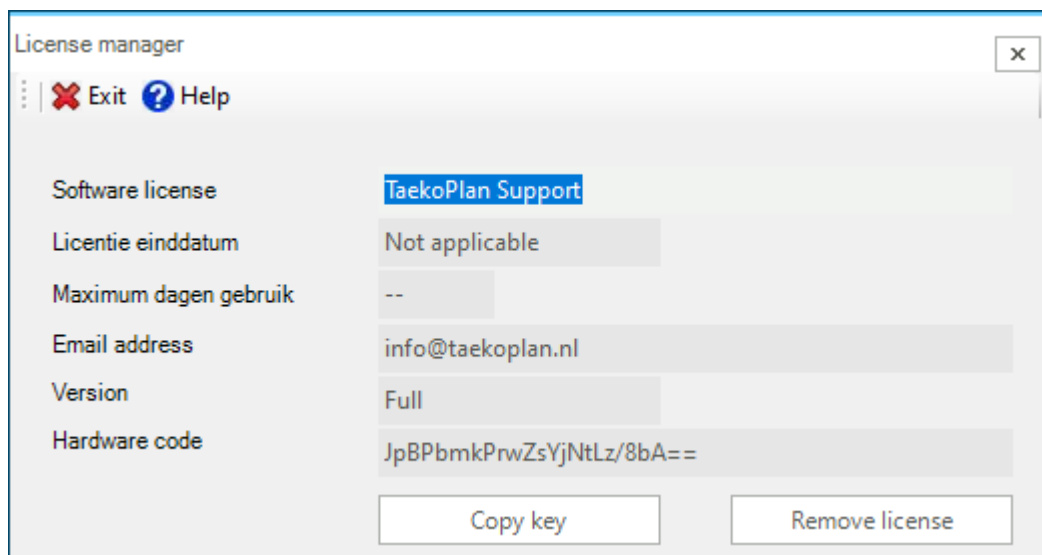 License manager
Exit Help
Software license TaekoPlan Support
Licentie einddatum Not applicable
Maximum dagen gebruik --
Email address info@taekoplan.nl
Version Full
Hardware code JpBPbmkPrwZsYjNtLz/8bA==
Copy key Remove license